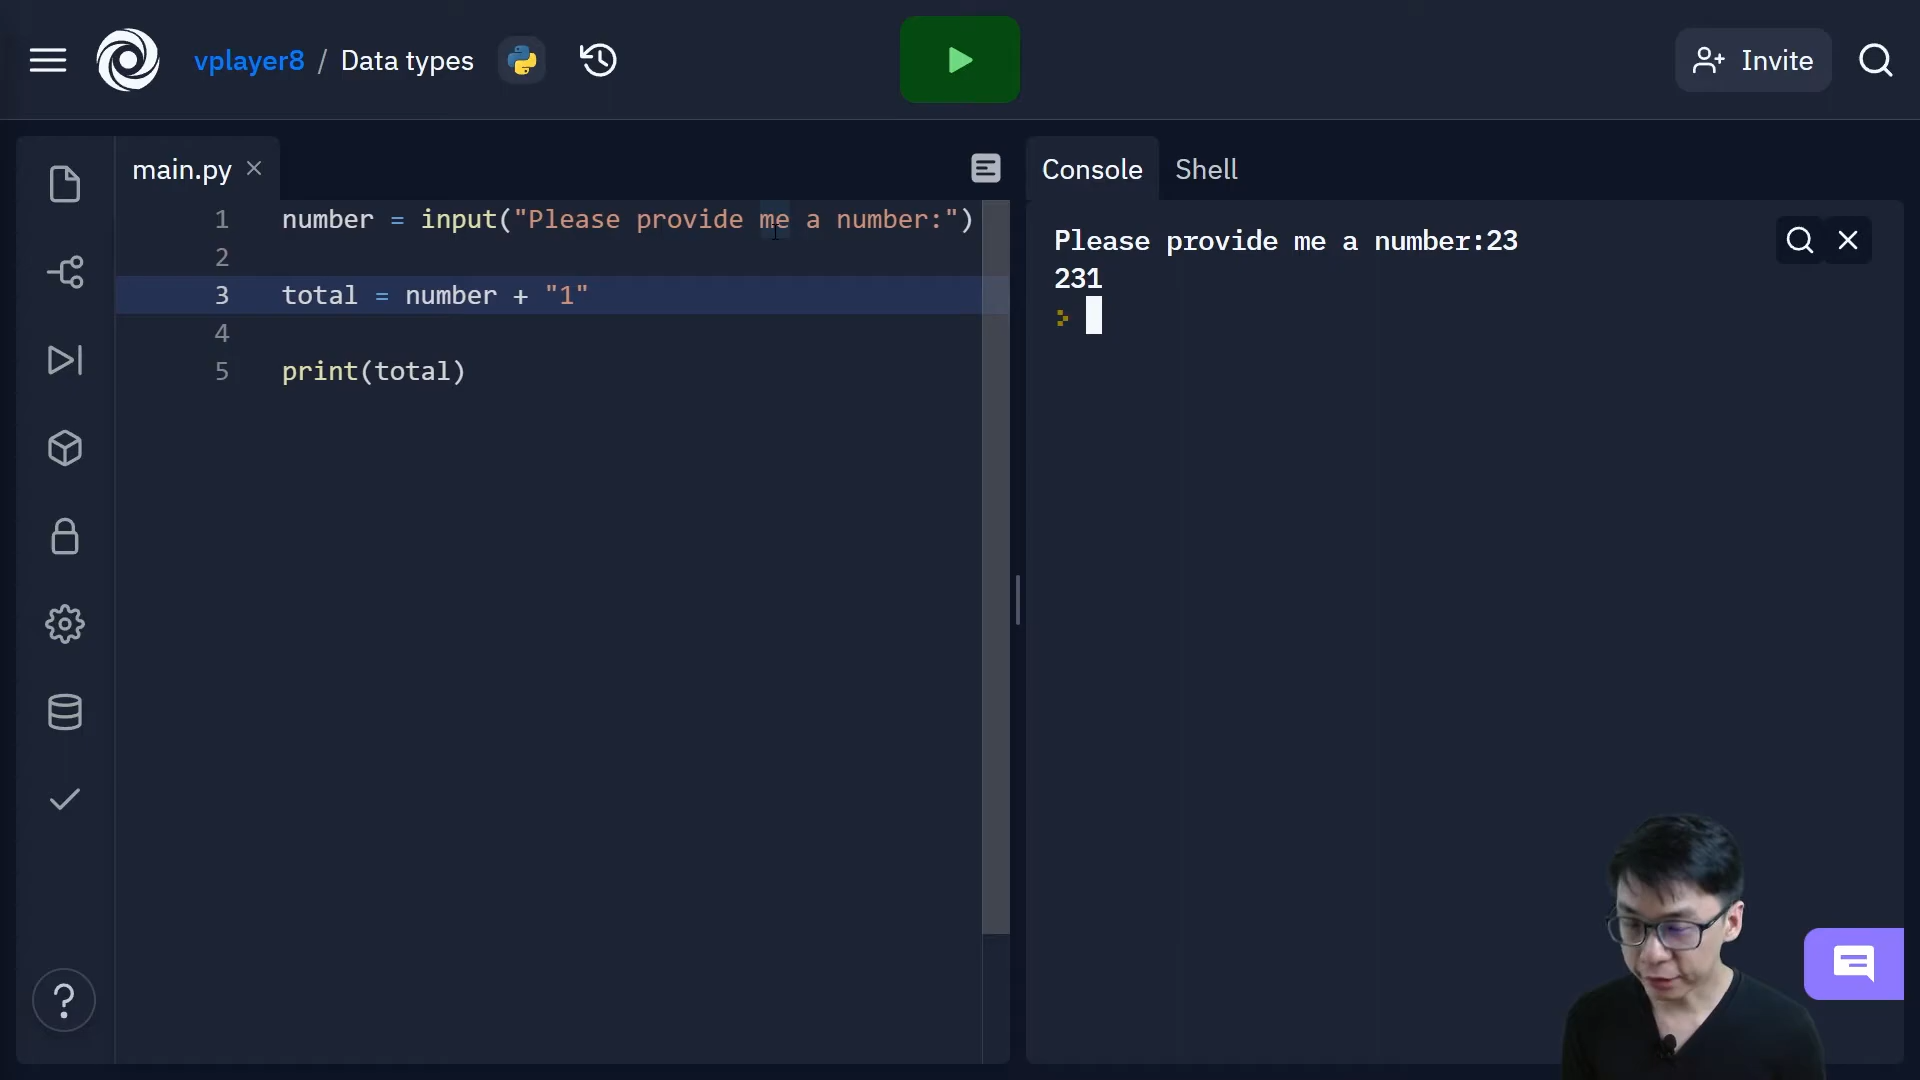 vplayer8 / Data types
Invite
main.py
Console
Shell
1 number = input("Please provide me a number:")
2
3 total = number + "1"
4
5 print(total)
Please provide me a number:23
231
>
?